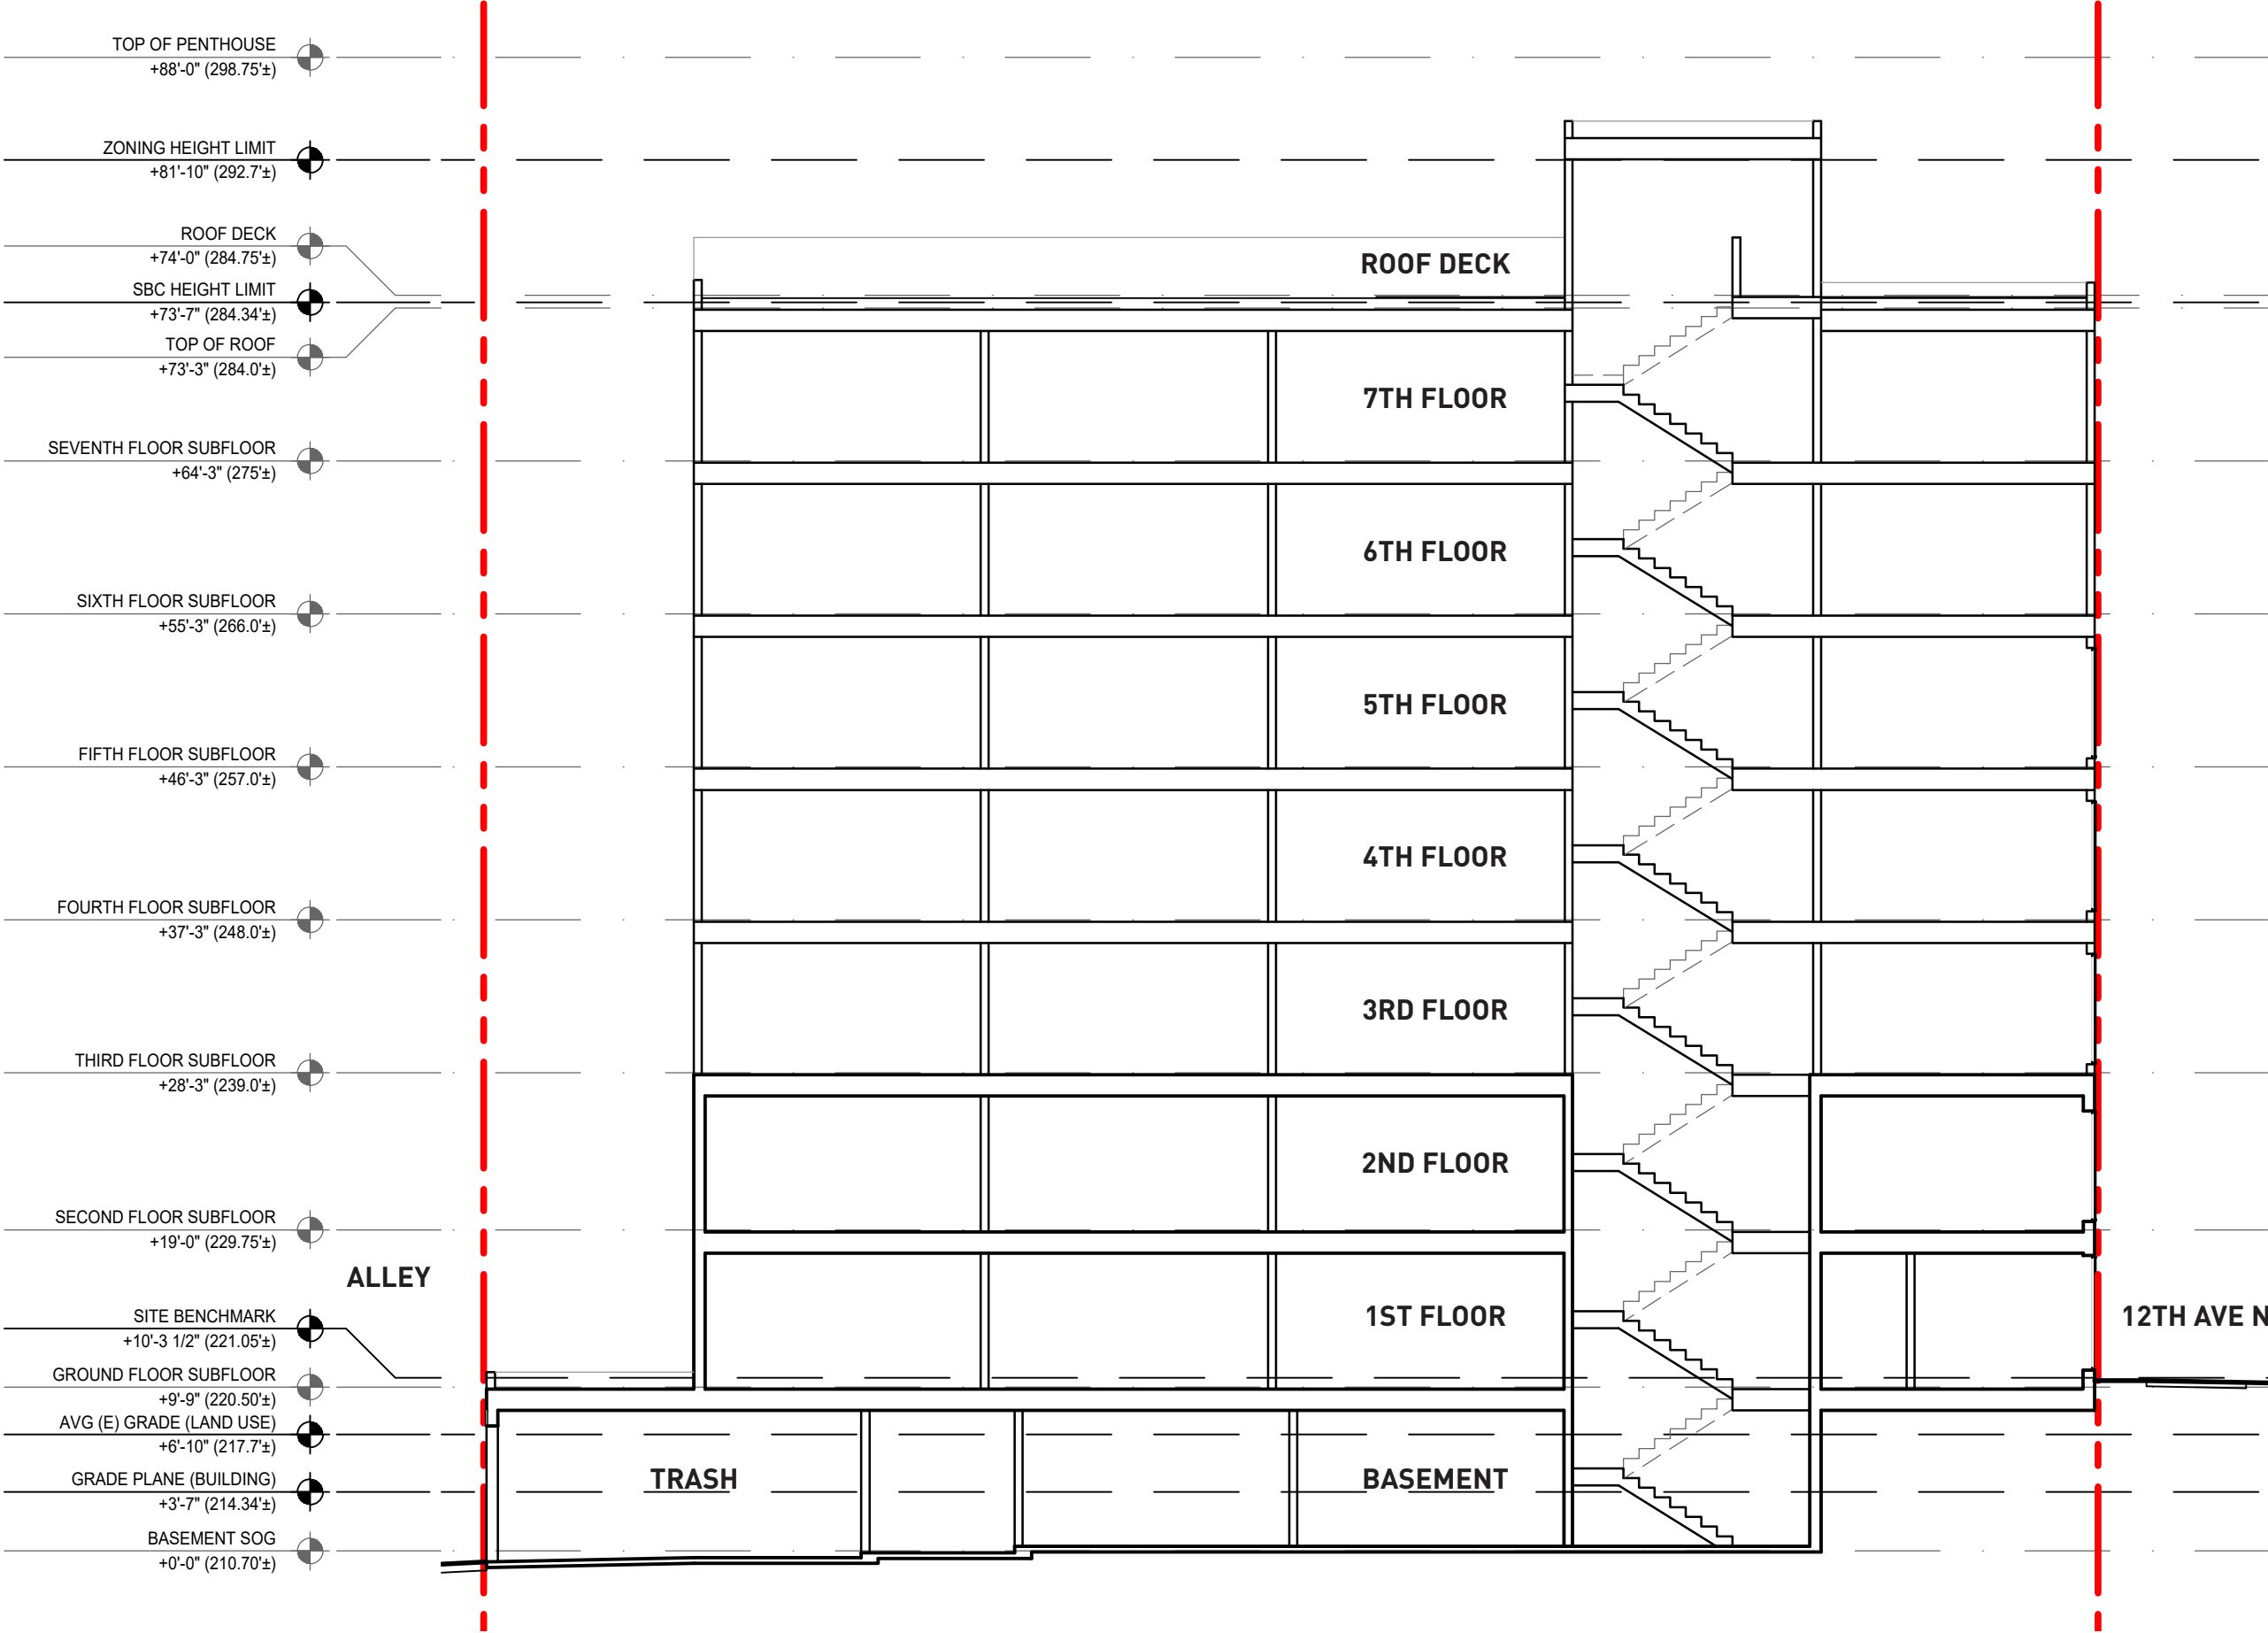 TOP OF PENTHOUSE
+88'-0" (298.75'±)
ZONING HEIGHT LIMIT
+81'-10" (292.7'±)
ROOF DECK
+74'-0" (284.75'±)
ROOF DECK
SBC HEIGHT LIMIT
+73'-7" (284.34'±)
TOP OF ROOF
+73'-3" (284.0'±)
7TH FLOOR
SEVENTH FLOOR SUBFLOOR
+64'-3" (275'±)
6TH FLOOR
SIXTH FLOOR SUBFLOOR
+55'-3" (266.0'±)
5TH FLOOR
FIFTH FLOOR SUBFLOOR
+46'-3" (257.0'±)
4TH FLOOR
FOURTH FLOOR SUBFLOOR
+37'-3" (248.0'±)
3RD FLOOR
THIRD FLOOR SUBFLOOR
+28'-3" (239.0'±)
2ND FLOOR
SECOND FLOOR SUBFLOOR
+19'-0" (229.75'±)
ALLEY
SITE BENCHMARK
+10'-3 1/2" (221.05'±)
1ST FLOOR
12TH AVE N
GROUND FLOOR SUBFLOOR
+9'-9" (220.50'±)
AVG (E) GRADE (LAND USE)
+6'-10" (217.7'±)
GRADE PLANE (BUILDING)
+3'-7" (214.34'±)
TRASH
BASEMENT
BASEMENT SOG
+0'-0" (210.70'±)